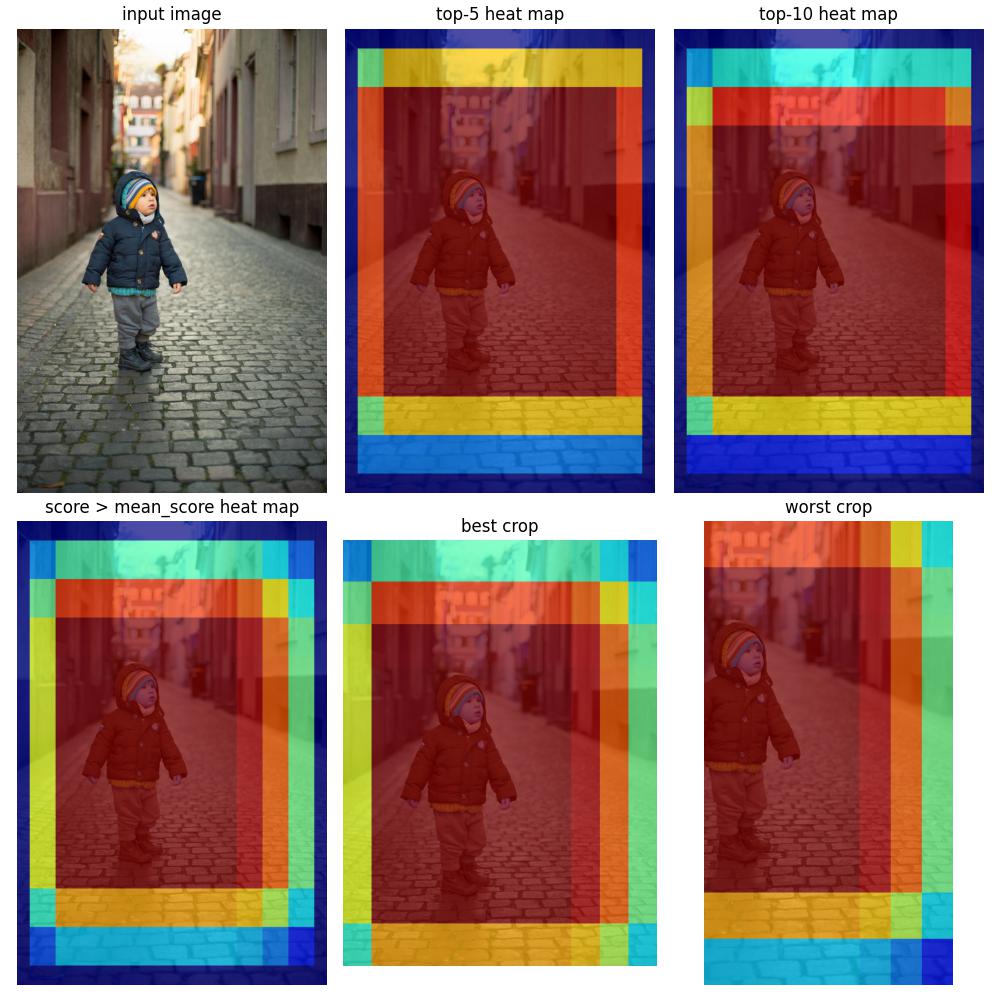 input image
top-5 heat map
top-10 heat map
score > mean_score heat map
best crop
worst crop